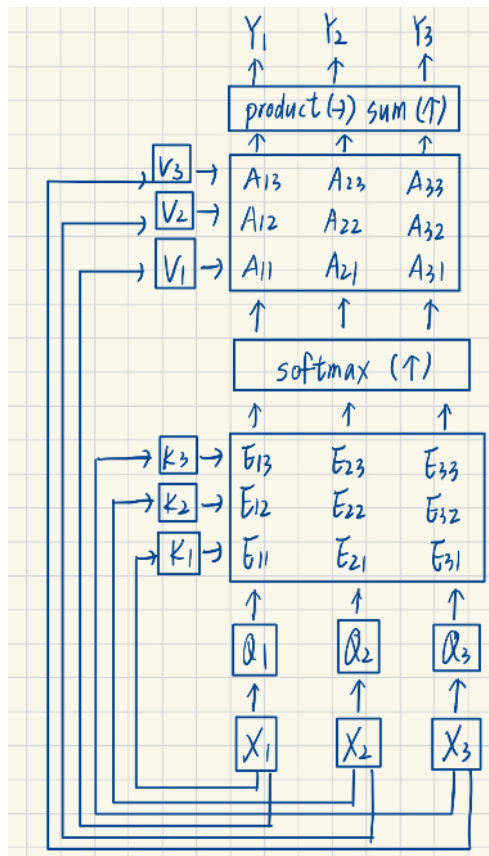 Y1 Y2 Y3
product (→) sum (↑)
V3 A13 A23 A33
V2 A12 A22 A32
V1 A11 A21 A31
softmax (↑)
K3 E13 E23 E33
K2 E12 E22 E32
K1 E11 E21 E31
Q1 Q2 Q3
X1 X2 X3